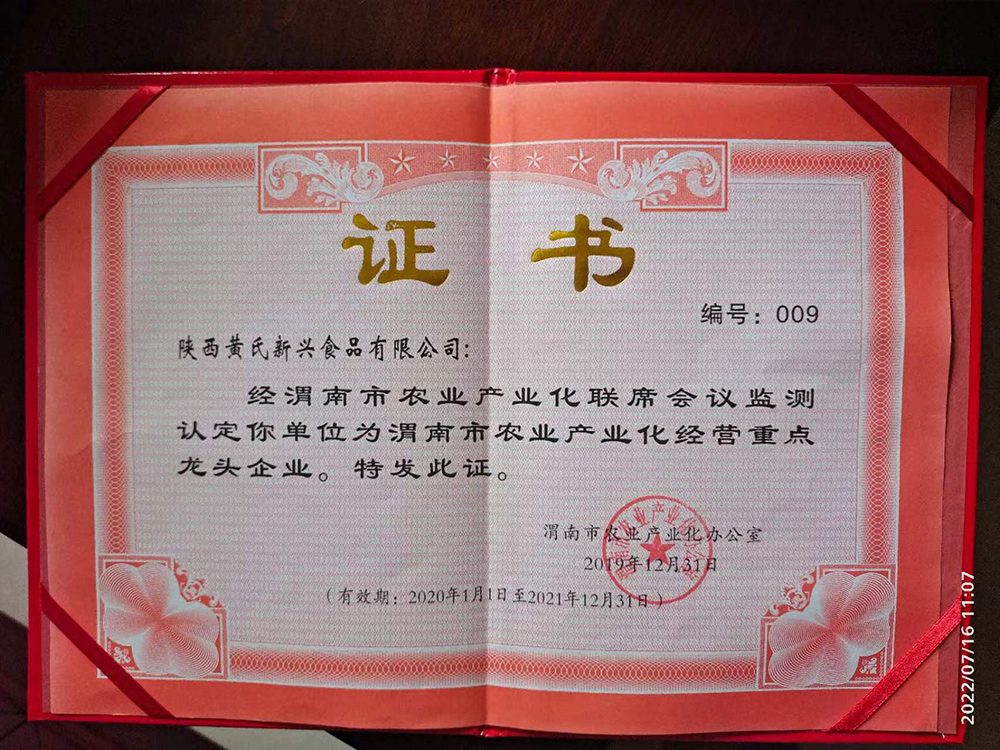 证 书
编号：009
陕西黄氏新兴食品有限公司：
经渭南市农业产业化联席会议监测
认定你单位为渭南市农业产业化经营重点
龙头企业。特发此证。
渭南市农业产业化办公室
2019年12月31日
（有效期：2020年1月1日至2021年12月31日）
2022/07/16 11:07